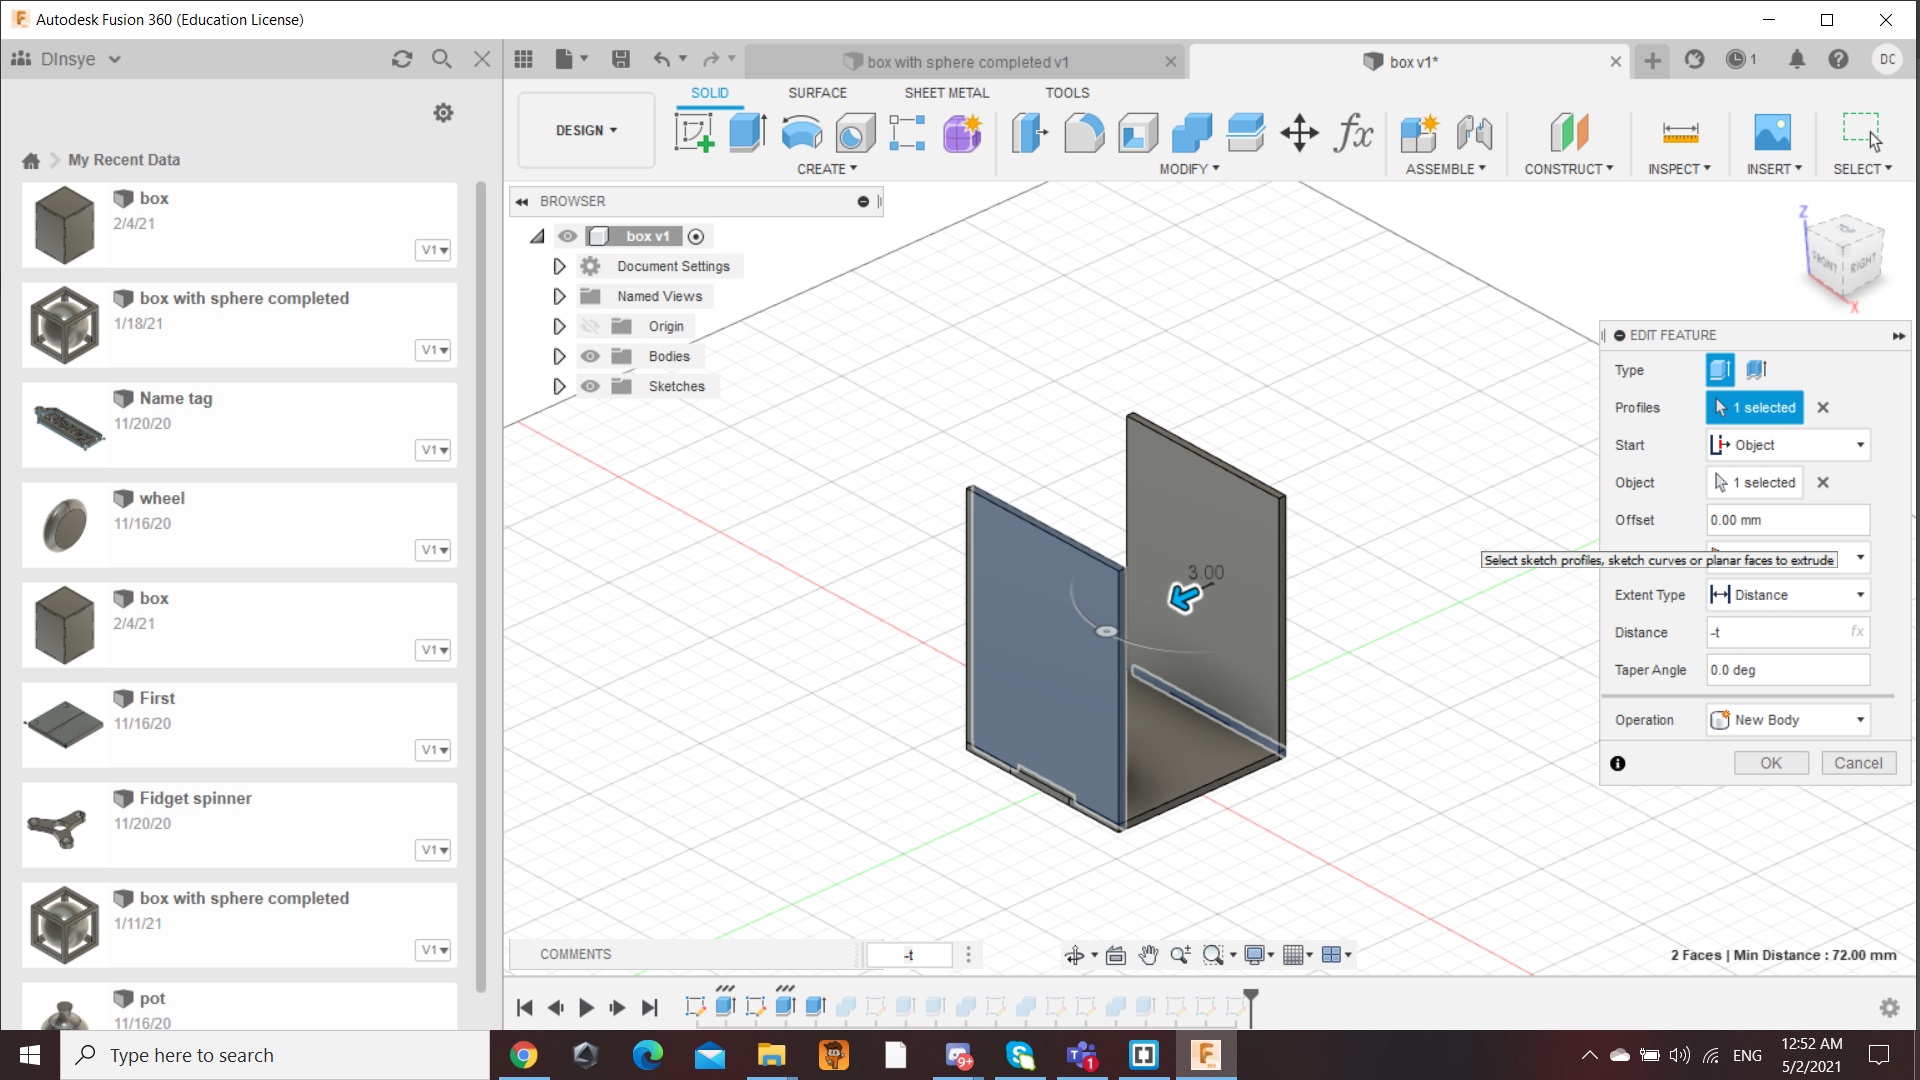 Autodesk Fusion 360 (Education License)
DInsye
box with sphere completed v1
box v1*
1
DC
SOLID
SURFACE
SHEET METAL
TOOLS
DESIGN
CREATE
MODIFY
ASSEMBLE
CONSTRUCT
INSPECT
INSERT
SELECT
My Recent Data
box
2/4/21
V1
box with sphere completed
1/18/21
V1
Name tag
11/20/20
V1
wheel
11/16/20
V1
box
2/4/21
V1
First
11/16/20
V1
Fidget spinner
11/20/20
V1
box with sphere completed
1/11/21
V1
pot
11/16/20
BROWSER
box v1
Document Settings
Named Views
Origin
Bodies
Sketches
Z
FRONT
RIGHT
X
3.00
EDIT FEATURE
Type
Profiles
1 selected
Start
Object
Object
1 selected
Offset
0.00 mm
Select sketch profiles, sketch curves or planar faces to extrude
Extent Type
Distance
Distance
-t
fx
Taper Angle
0.0 deg
Operation
New Body
OK
Cancel
COMMENTS
-t
2 Faces | Min Distance : 72.00 mm
Type here to search
9+
1
ENG
12:52 AM
5/2/2021